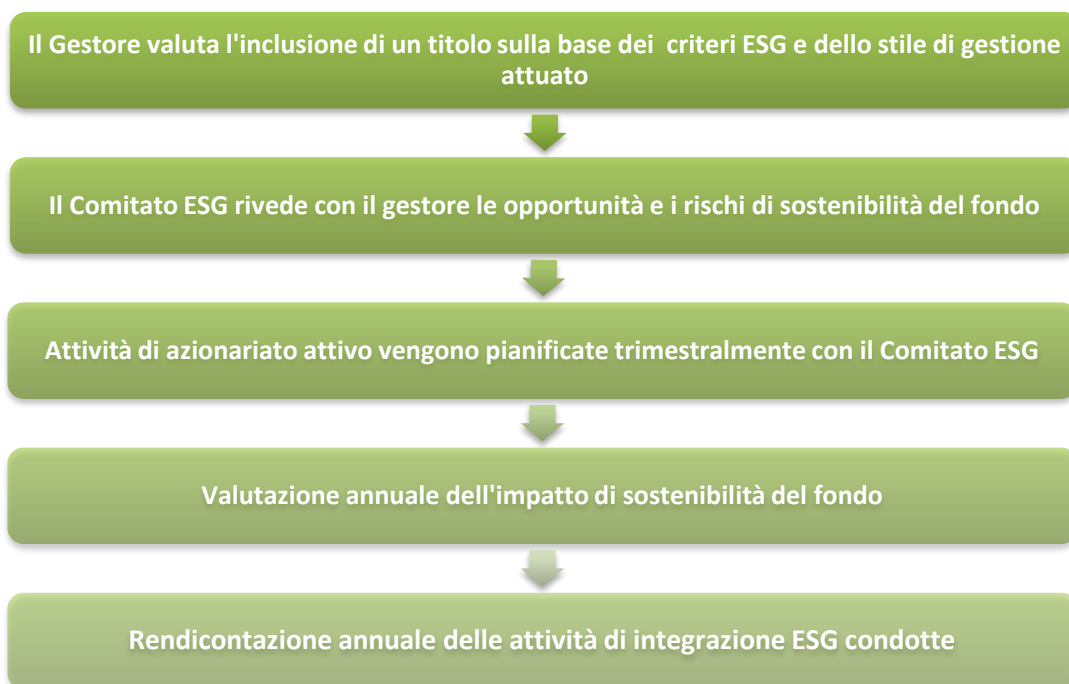 Il Gestore valuta l'inclusione di un titolo sulla base dei criteri ESG e dello stile di gestione
attuato
Il Comitato ESG rivede con il gestore le opportunità e i rischi di sostenibilità del fondo
Attività di azionariato attivo vengono pianificate trimestralmente con il Comitato ESG
Valutazione annuale dell'impatto di sostenibilità del fondo
Rendicontazione annuale delle attività di integrazione ESG condotte